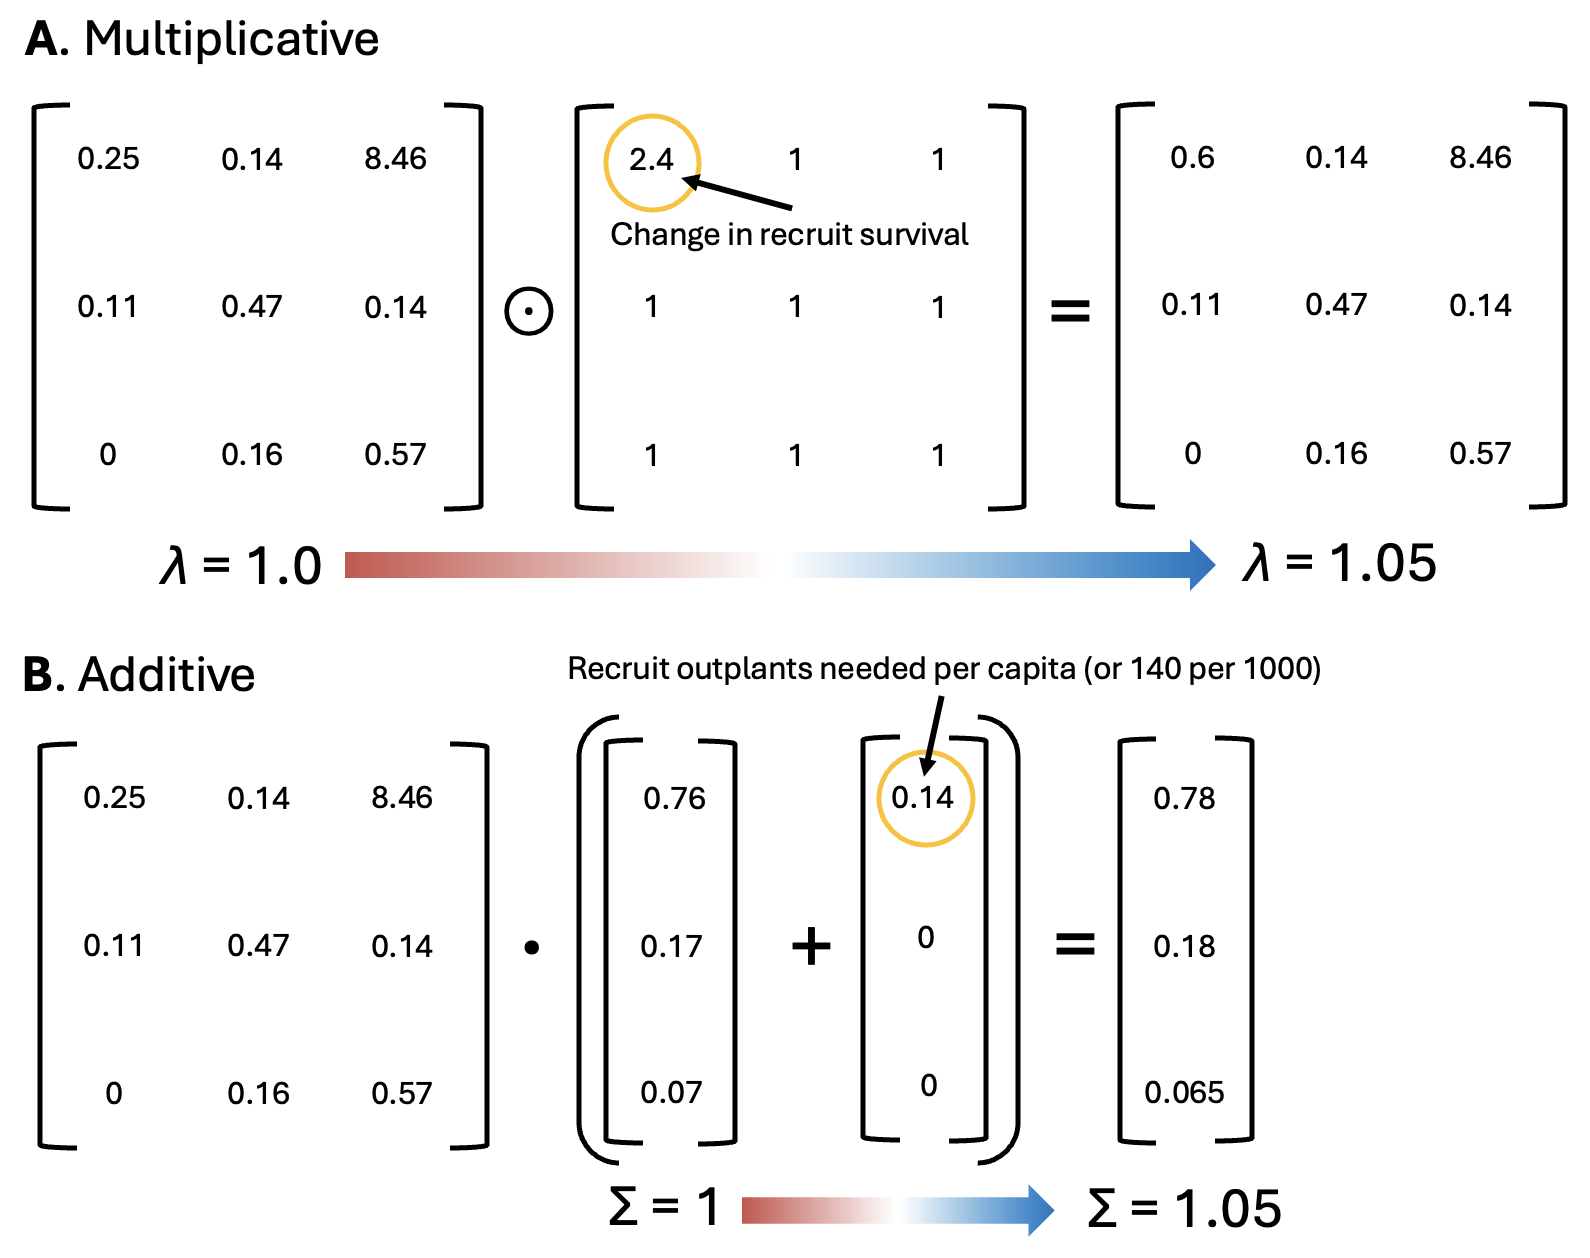 A. Multiplicative
0.25 0.14 8.46 2.4 1 1 0.6 0.14 8.46
Change in recruit survival
0.11 0.47 0.14 ⊙ 1 1 1 = 0.11 0.47 0.14
0 0.16 0.57 1 1 1 0 0.16 0.57
λ = 1.0 λ = 1.05
B. Additive
Recruit outplants needed per capita (or 140 per 1000)
0.25 0.14 8.46 0.76 0.14 0.78
0.11 0.47 0.14 · 0.17 + 0 = 0.18
0 0.16 0.57 0.07 0 0.065
Σ = 1 Σ = 1.05